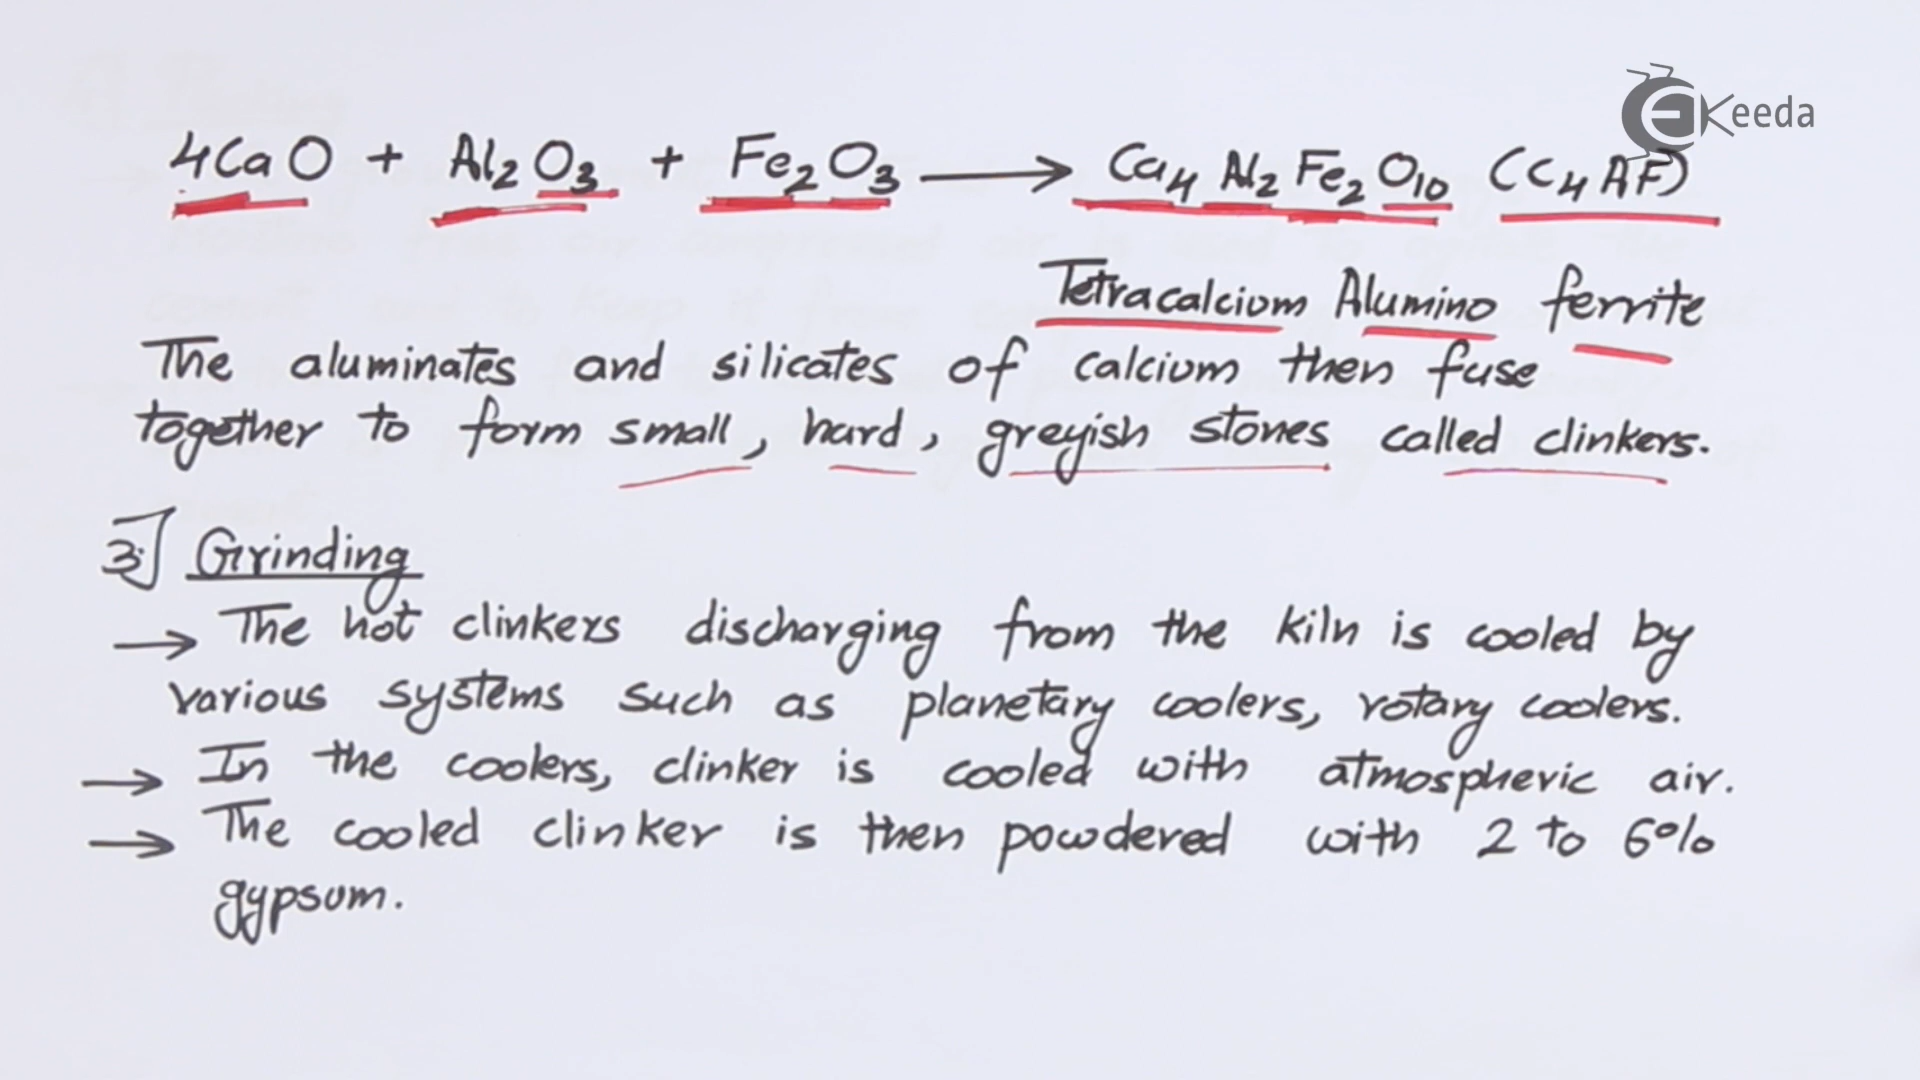 EKeeda
4CaO + Al₂O₃ + Fe₂O₃ ⟶ Ca₄Al₂Fe₂O₁₀ (C₄AF)
Tetracalcium Alumino ferrite
The aluminates and silicates of calcium then fuse
together to form small, hard, greyish stones called clinkers.
3] Grinding
→ The hot clinkers discharging from the kiln is cooled by
various systems such as planetary coolers, rotary coolers.
→ In the coolers, clinker is cooled with atmospheric air.
→ The cooled clinker is then powdered with 2 to 6%
gypsum.